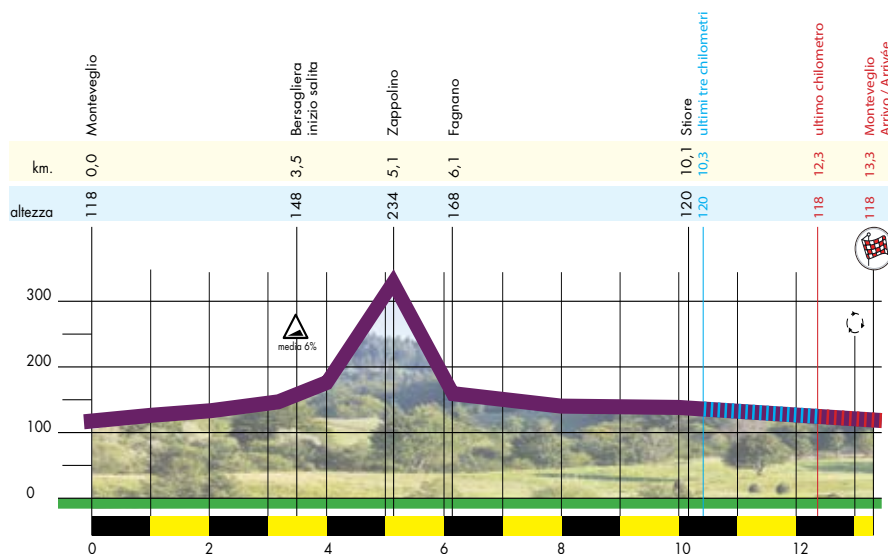 Monteveglio
Bersagliera
inizio salita
Zappolino
Fagnano
Stiore
ultimi tre chilometri
ultimo chilometro
Monteveglio
Arrivo / Arrivée
km. 0,0 3,5 5,1 6,1 10,1 10,3 12,3 13,3
altezza 118 148 234 168 120 120 118 118
300
media 6%
200
100
0
0 2 4 6 8 10 12